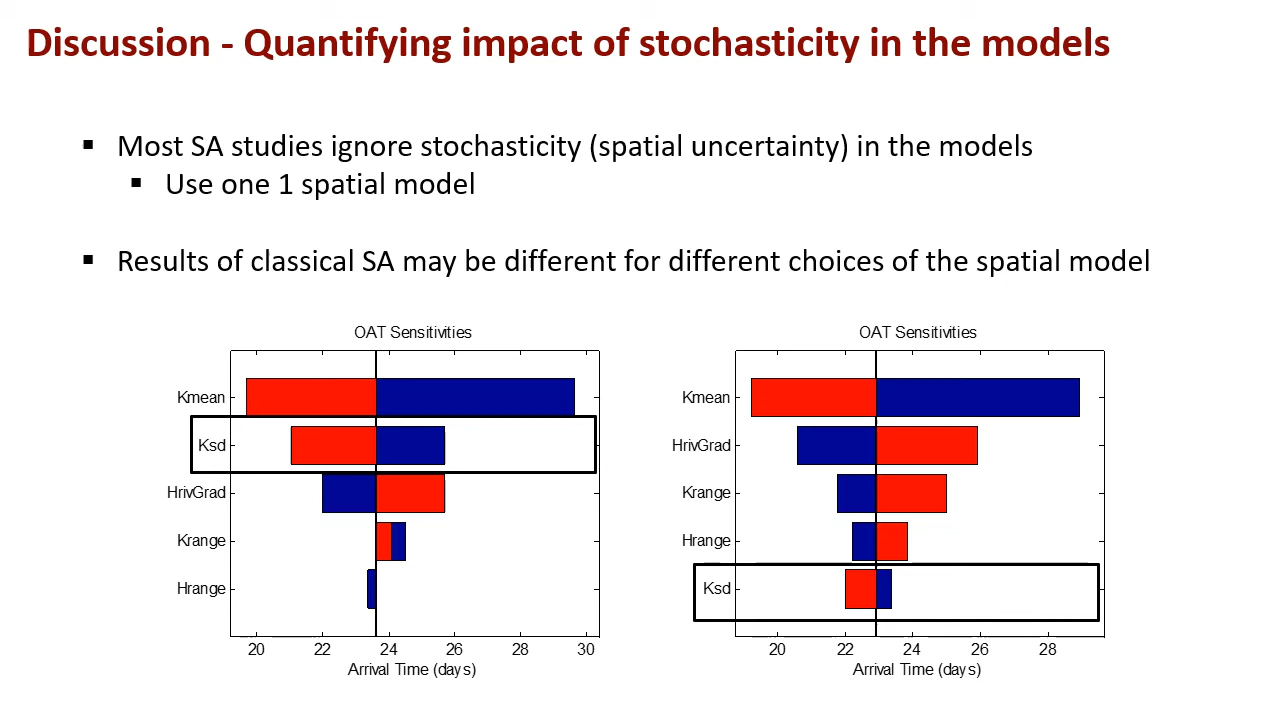 Discussion - Quantifying impact of stochasticity in the models
▪ Most SA studies ignore stochasticity (spatial uncertainty) in the models
▪ Use one 1 spatial model
▪ Results of classical SA may be different for different choices of the spatial model
OAT Sensitivities
Kmean
Ksd
HrivGrad
Krange
Hrange
20 22 24 26 28 30
Arrival Time (days)
OAT Sensitivities
Kmean
HrivGrad
Krange
Hrange
Ksd
20 22 24 26 28
Arrival Time (days)